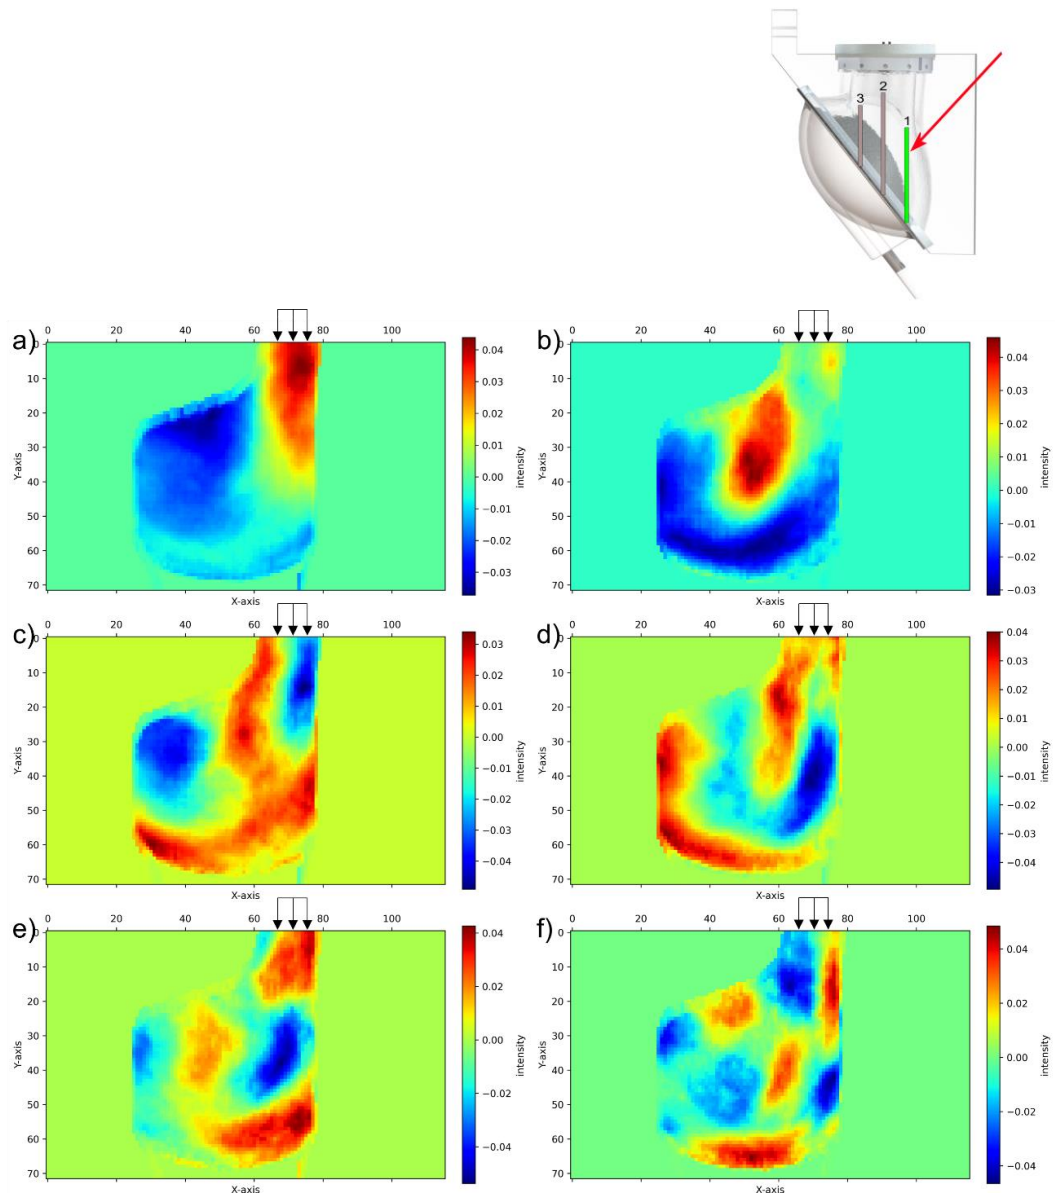 3 2 1
a) b)
0 20 40 60 80 100
0 20 40 60 80 100
0 10 20 30 40 50 60 70
0 10 20 30 40 50 60 70
Y-axis
Y-axis
X-axis
X-axis
0.04 0.03 0.02 0.01 0.00 −0.01 −0.02 −0.03
intensity
0.04 0.03 0.02 0.01 0.00 −0.01 −0.02 −0.03
intensity
c) d)
0 20 40 60 80 100
0 20 40 60 80 100
0 10 20 30 40 50 60 70
0 10 20 30 40 50 60 70
Y-axis
Y-axis
X-axis
X-axis
0.03 0.02 0.01 0.00 −0.01 −0.02 −0.03 −0.04
intensity
0.04 0.03 0.02 0.01 0.00 −0.01 −0.02 −0.03 −0.04
intensity
e) f)
0 20 40 60 80 100
0 20 40 60 80 100
0 10 20 30 40 50 60 70
0 10 20 30 40 50 60 70
Y-axis
Y-axis
X-axis
X-axis
0.04 0.02 0.00 −0.02 −0.04
intensity
0.04 0.02 0.00 −0.02 −0.04
intensity